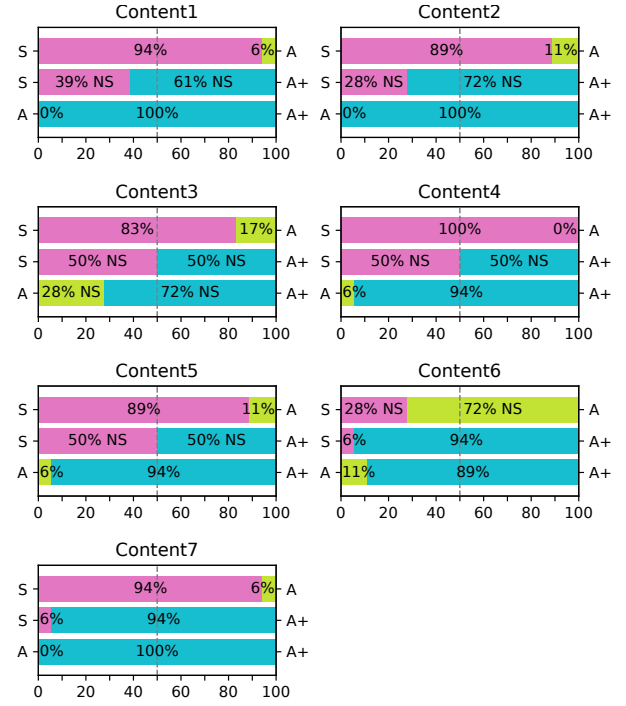 Content1
S 94% 6% A
S 39% NS 61% NS A+
A 0% 100% A+
0 20 40 60 80 100
Content2
S 89% 11% A
S 28% NS 72% NS A+
A 0% 100% A+
0 20 40 60 80 100
Content3
S 83% 17% A
S 50% NS 50% NS A+
A 28% NS 72% NS A+
0 20 40 60 80 100
Content4
S 100% 0% A
S 50% NS 50% NS A+
A 6% 94% A+
0 20 40 60 80 100
Content5
S 89% 11% A
S 50% NS 50% NS A+
A 6% 94% A+
0 20 40 60 80 100
Content6
S 28% NS 72% NS A
S 6% 94% A+
A 11% 89% A+
0 20 40 60 80 100
Content7
S 94% 6% A
S 6% 94% A+
A 0% 100% A+
0 20 40 60 80 100